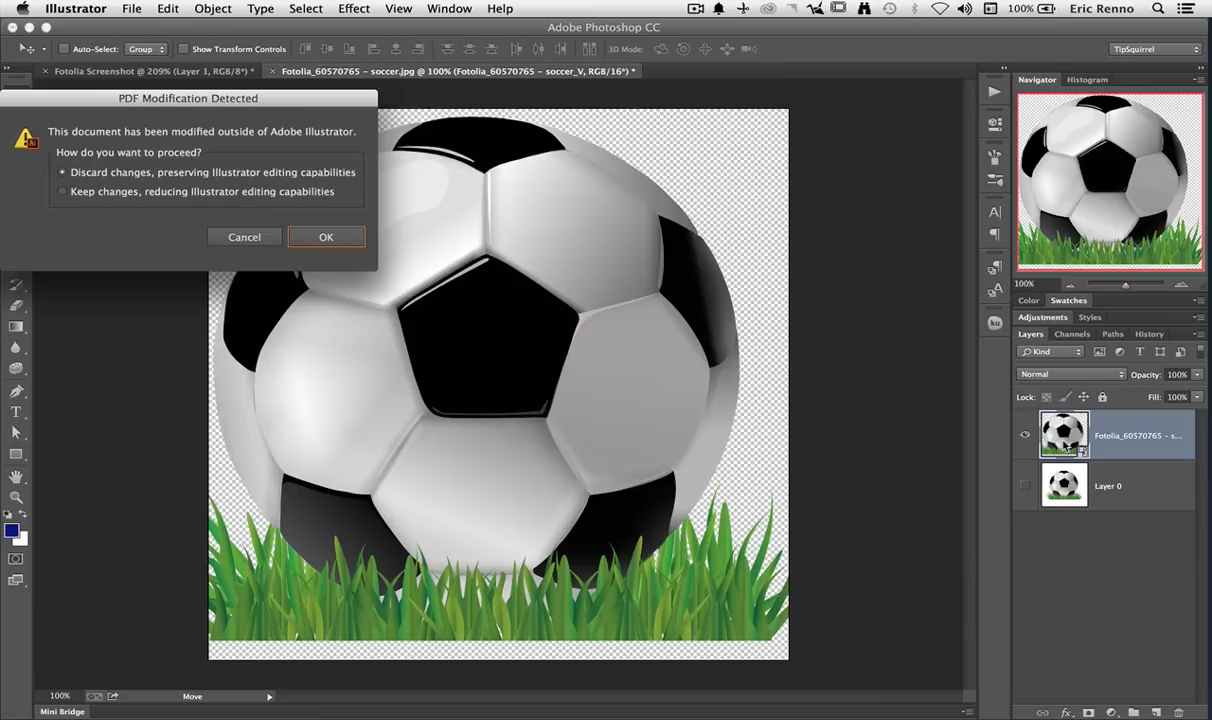 Illustrator File Edit Object Type Select Effect View Window Help 100% Eric Renno
Adobe Photoshop CC
Auto-Select: Group Show Transform Controls 3D Mode: TipSquirrel
Fotolia Screenshot @ 209% (Layer 1, RGB/8*) *
Fotolia_60570765 - soccer.jpg @ 100% (Fotolia_60570765 - soccer_V, RGB/16*) *
PDF Modification Detected
This document has been modified outside of Adobe Illustrator.
How do you want to proceed?
Discard changes, preserving Illustrator editing capabilities
Keep changes, reducing Illustrator editing capabilities
Cancel OK
Navigator Histogram
100%
Color Swatches
Adjustments Styles
Layers Channels Paths History
Kind
Normal Opacity: 100%
Lock: Fill: 100%
Fotolia_60570765 - s...
Layer 0
ku
100% Move
Mini Bridge